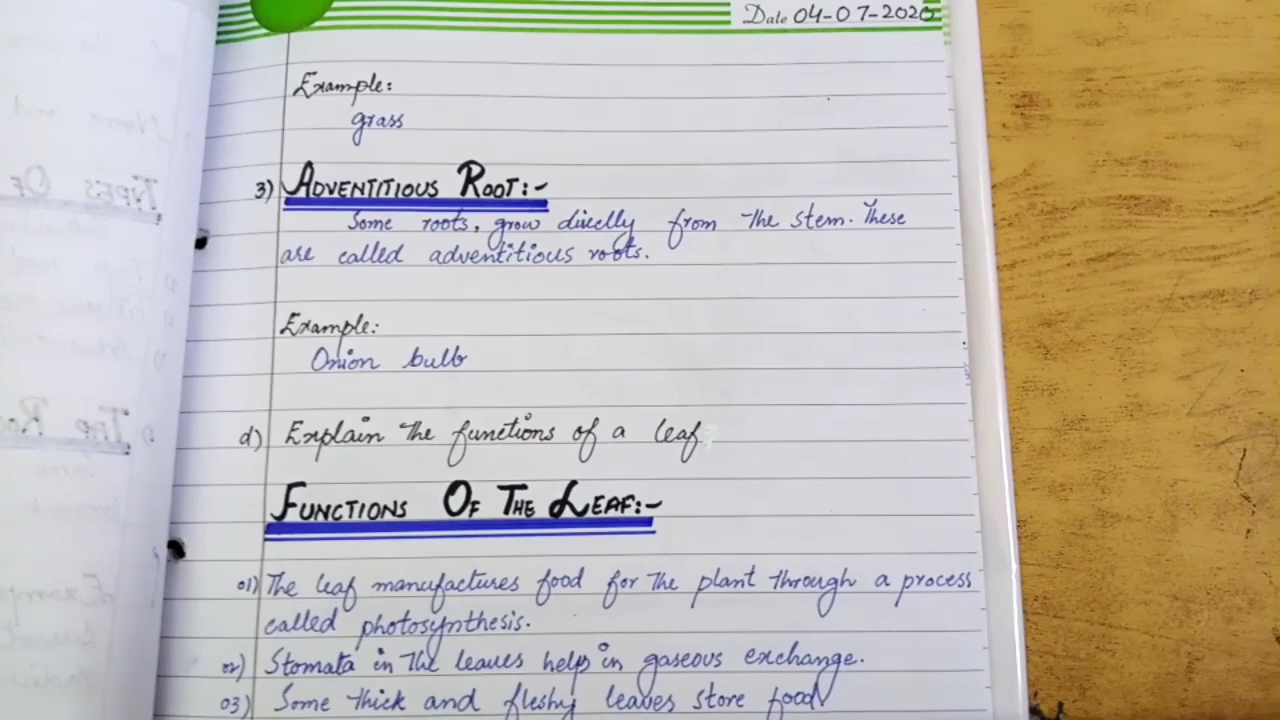 Date 04-07-2020
Example:
grass
3) ADVENTITIOUS ROOT:-
Some roots, grow direclly from the stem. These
are called adventitious roots.
Example:
Onion bulb
d) Explain the functions of a leaf
FUNCTIONS OF THE LEAF:-
01) The leaf manufactures food for the plant through a process
called photosynthesis.
02) Stomata in the leaves helps in gaseous exchange.
03) Some thick and fleshy leaves store food